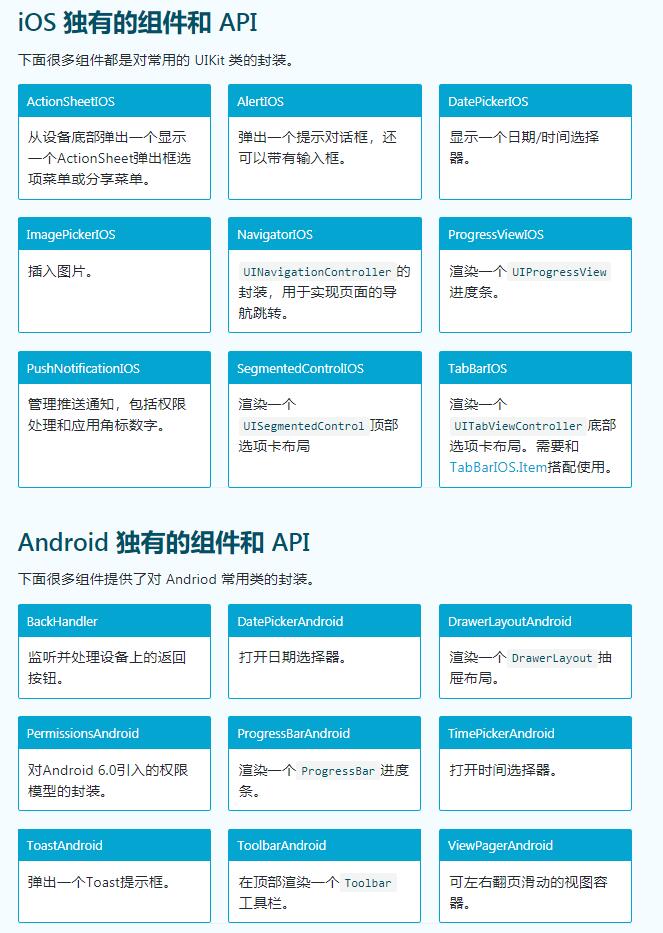 iOS 独有的组件和 API
下面很多组件都是对常用的 UIKit 类的封装。
ActionSheetIOS
从设备底部弹出一个显示
一个ActionSheet弹出框选
项菜单或分享菜单。
AlertIOS
弹出一个提示对话框，还
可以带有输入框。
DatePickerIOS
显示一个日期/时间选择
器。
ImagePickerIOS
插入图片。
NavigatorIOS
UINavigationController 的
封装，用于实现页面的导
航跳转。
ProgressViewIOS
渲染一个 UIProgressView
进度条。
PushNotificationIOS
管理推送通知，包括权限
处理和应用角标数字。
SegmentedControlIOS
渲染一个
UISegmentedControl 顶部
选项卡布局
TabBarIOS
渲染一个
UITabViewController 底部
选项卡布局。需要和
TabBarIOS.Item搭配使用。
Android 独有的组件和 API
下面很多组件提供了对 Andriod 常用类的封装。
BackHandler
监听并处理设备上的返回
按钮。
DatePickerAndroid
打开日期选择器。
DrawerLayoutAndroid
渲染一个 DrawerLayout 抽
屉布局。
PermissionsAndroid
对Android 6.0引入的权限
模型的封装。
ProgressBarAndroid
渲染一个 ProgressBar 进度
条。
TimePickerAndroid
打开时间选择器。
ToastAndroid
弹出一个Toast提示框。
ToolbarAndroid
在顶部渲染一个 Toolbar
工具栏。
ViewPagerAndroid
可左右翻页滑动的视图容
器。